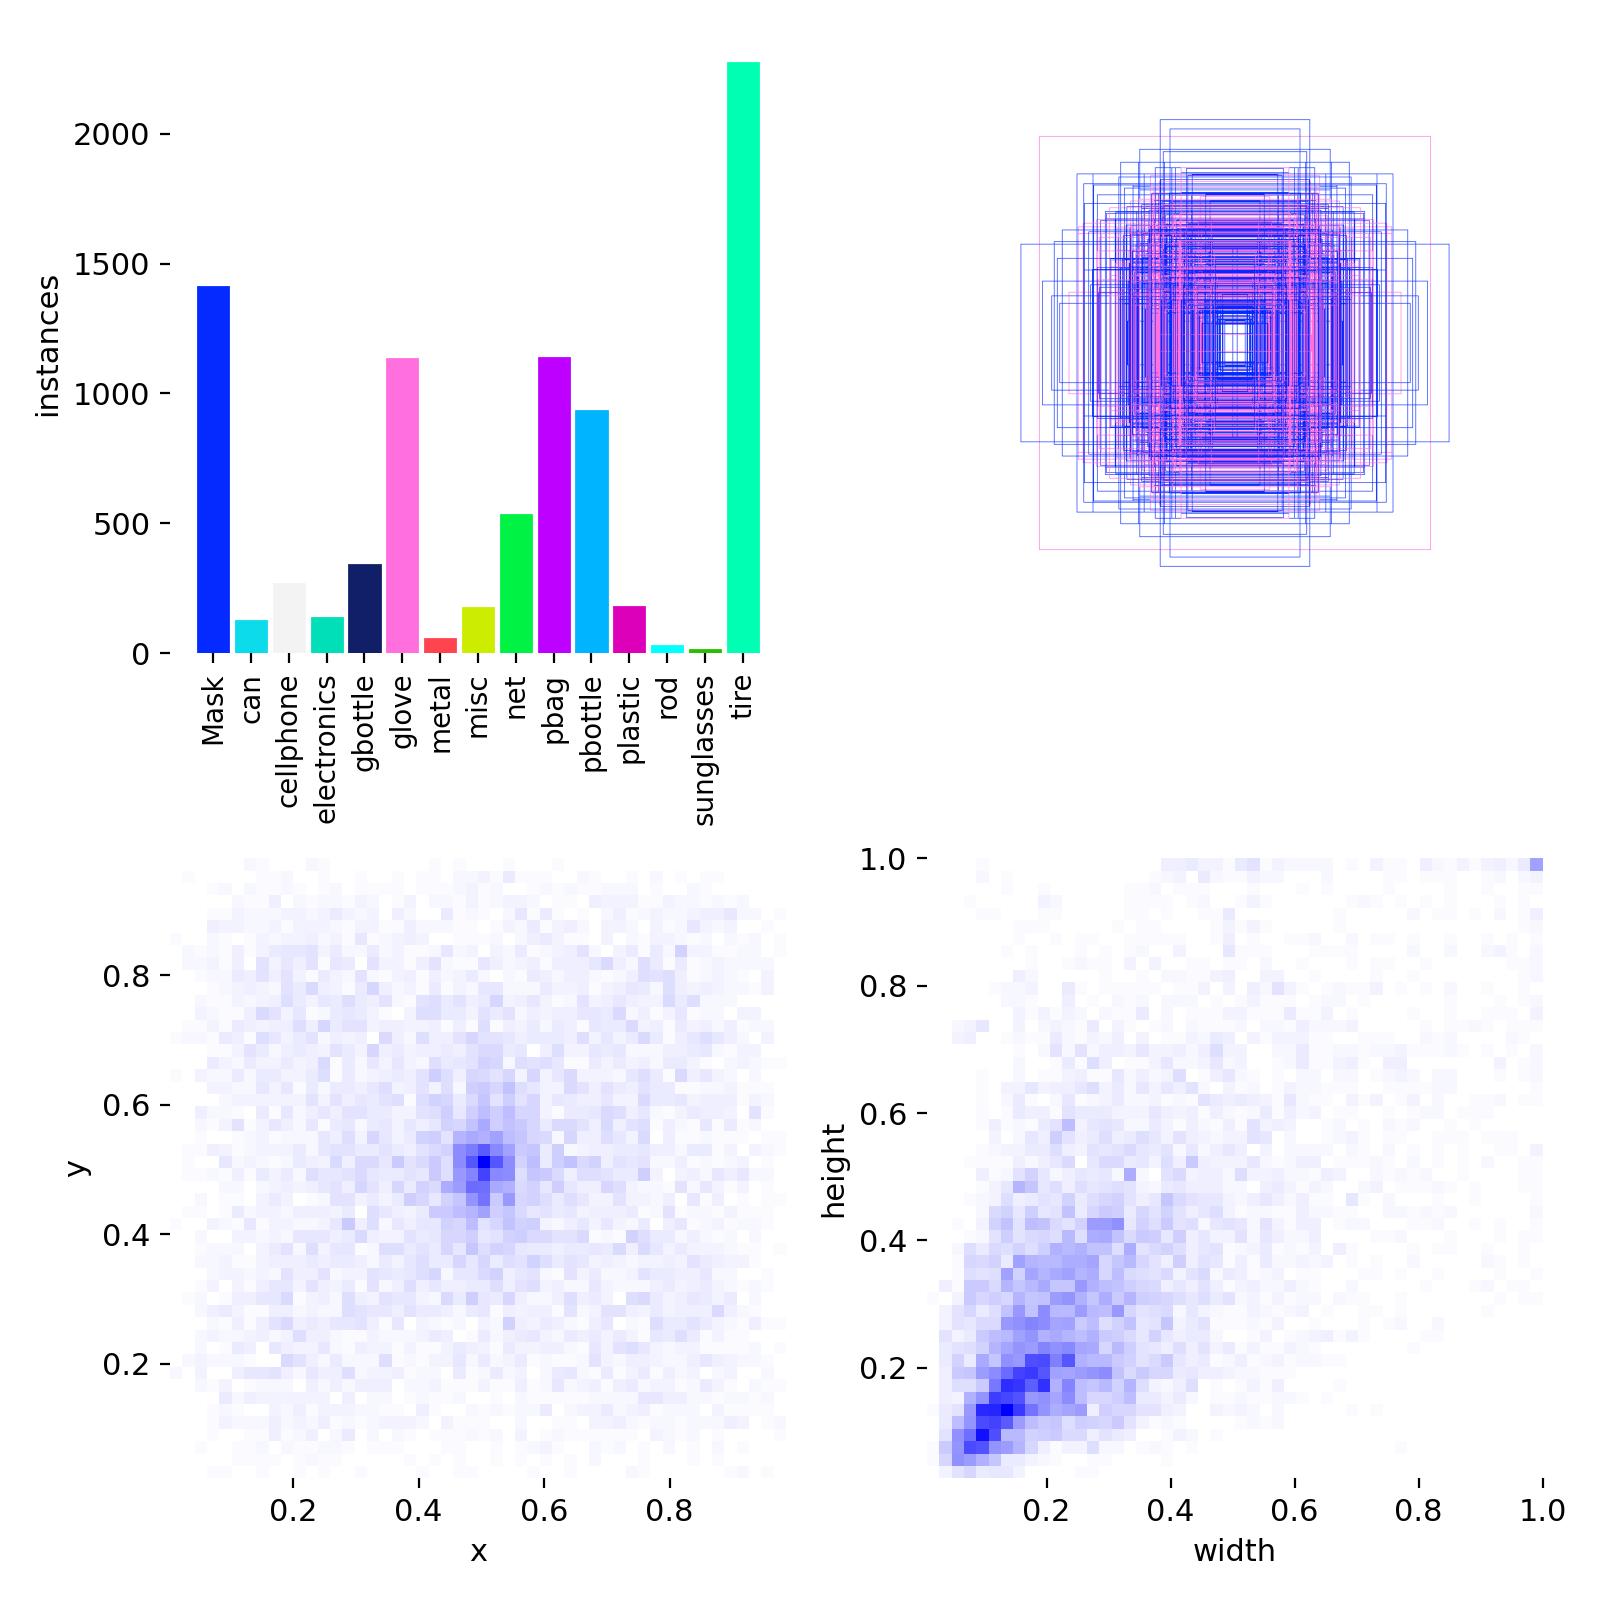 instances
2000
1500
1000
500
0
Mask
can
cellphone
electronics
gbottle
glove
metal
misc
net
pbag
pbottle
plastic
rod
sunglasses
tire
y
0.8
0.6
0.4
0.2
0.2 0.4 0.6 0.8
x
height
1.0
0.8
0.6
0.4
0.2
0.2 0.4 0.6 0.8 1.0
width